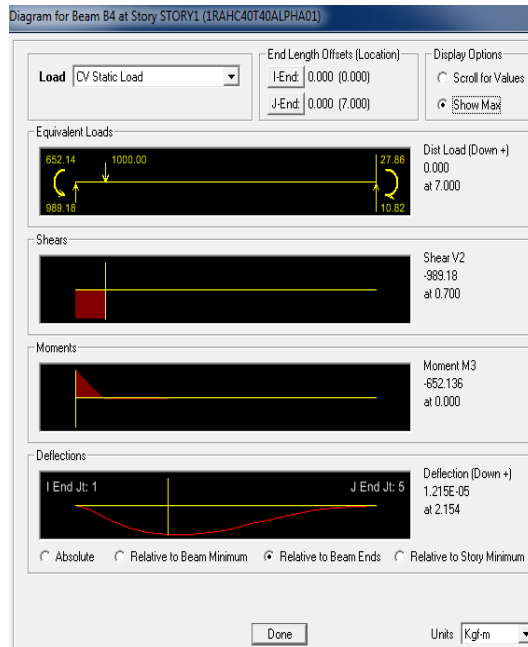 Diagram for Beam B4 at Story STORY1 (1RAHC40T40ALPHA01)
Load CV Static Load
End Length Offsets (Location)
I-End: 0.000 (0.000)
J-End: 0.000 (7.000)
Display Options
Scroll for Values
Show Max
Equivalent Loads
652.14 1000.00 27.86
989.18 10.82
Dist Load (Down +)
0.000
at 7.000
Shears
Shear V2
-989.18
at 0.700
Moments
Moment M3
-652.136
at 0.000
Deflections
I End Jt: 1 J End Jt: 5
Deflection (Down +)
1.215E-05
at 2.154
Absolute Relative to Beam Minimum Relative to Beam Ends Relative to Story Minimum
Done
Units Kgf-m